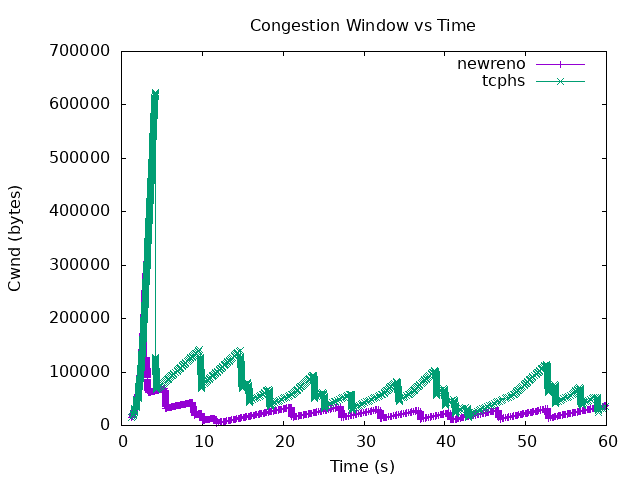 Congestion Window vs Time
newreno
tcphs
700000
600000
500000
400000
300000
200000
100000
0
Cwnd (bytes)
0 10 20 30 40 50 60
Time (s)